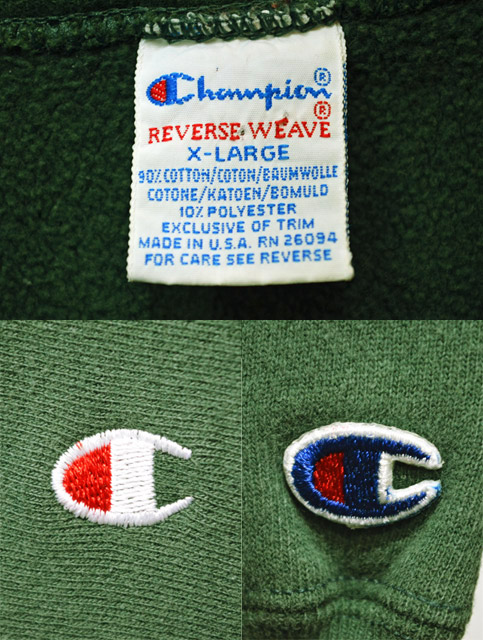 Champion®
REVERSE WEAVE®
X-LARGE
90% COTTON/COTON/BAUMWOLLE
COTONE/KATOEN/BOMULD
10% POLYESTER
EXCLUSIVE OF TRIM
MADE IN U.S.A. RN 26094
FOR CARE SEE REVERSE
C
C